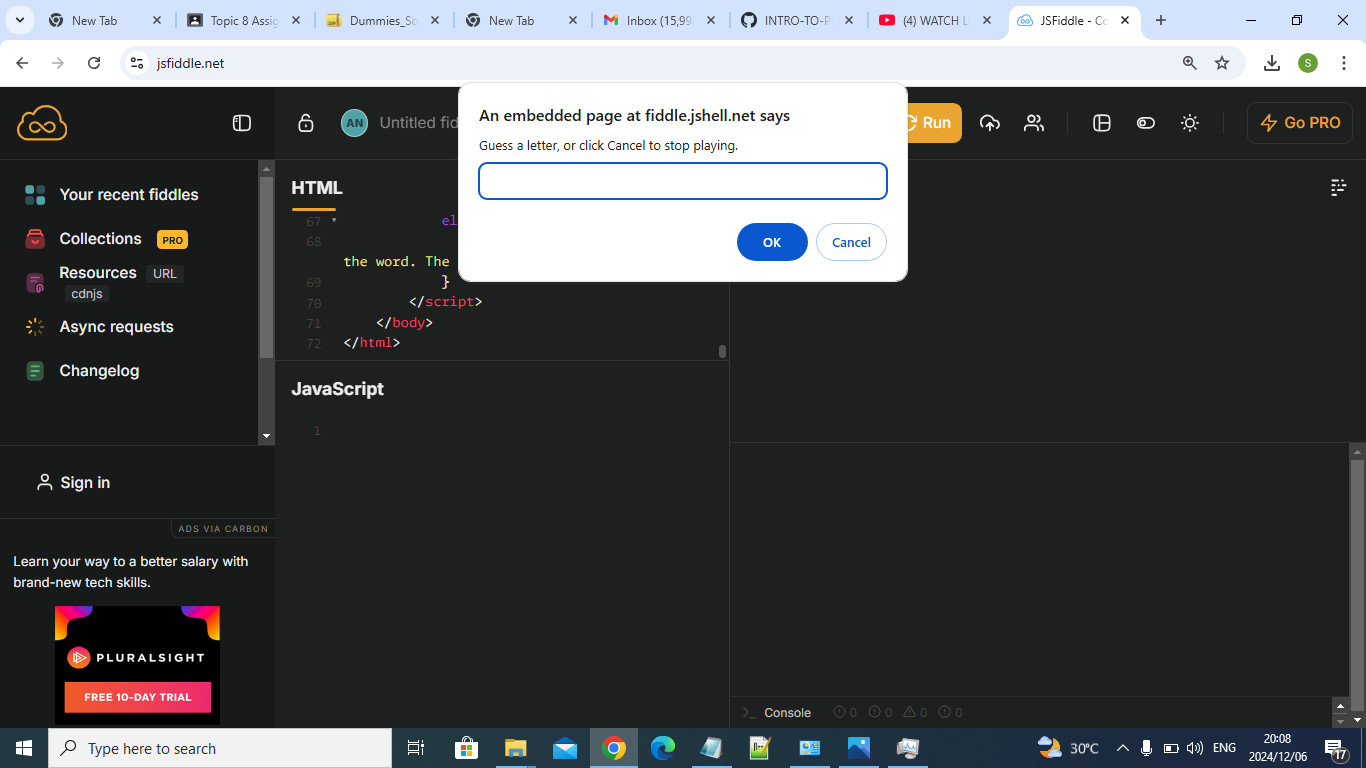 New Tab
Topic 8 Assig
Dummies_So
New Tab
Inbox (15,99
INTRO-TO-P
(4) WATCH L
JSFiddle - Co
jsfiddle.net
S
An embedded page at fiddle.jshell.net says
Guess a letter, or click Cancel to stop playing.
OK
Cancel
AN
Untitled fid
Run
Go PRO
Your recent fiddles
Collections PRO
Resources URL
cdnjs
Async requests
Changelog
Sign in
ADS VIA CARBON
Learn your way to a better salary with
brand-new tech skills.
PLURALSIGHT
FREE 10-DAY TRIAL
HTML
67 el
68
the word. The
69 }
70 </script>
71 </body>
72 </html>
JavaScript
1
>_ Console 0 0 0 0
Type here to search
30°C
ENG
20:08
2024/12/06
17